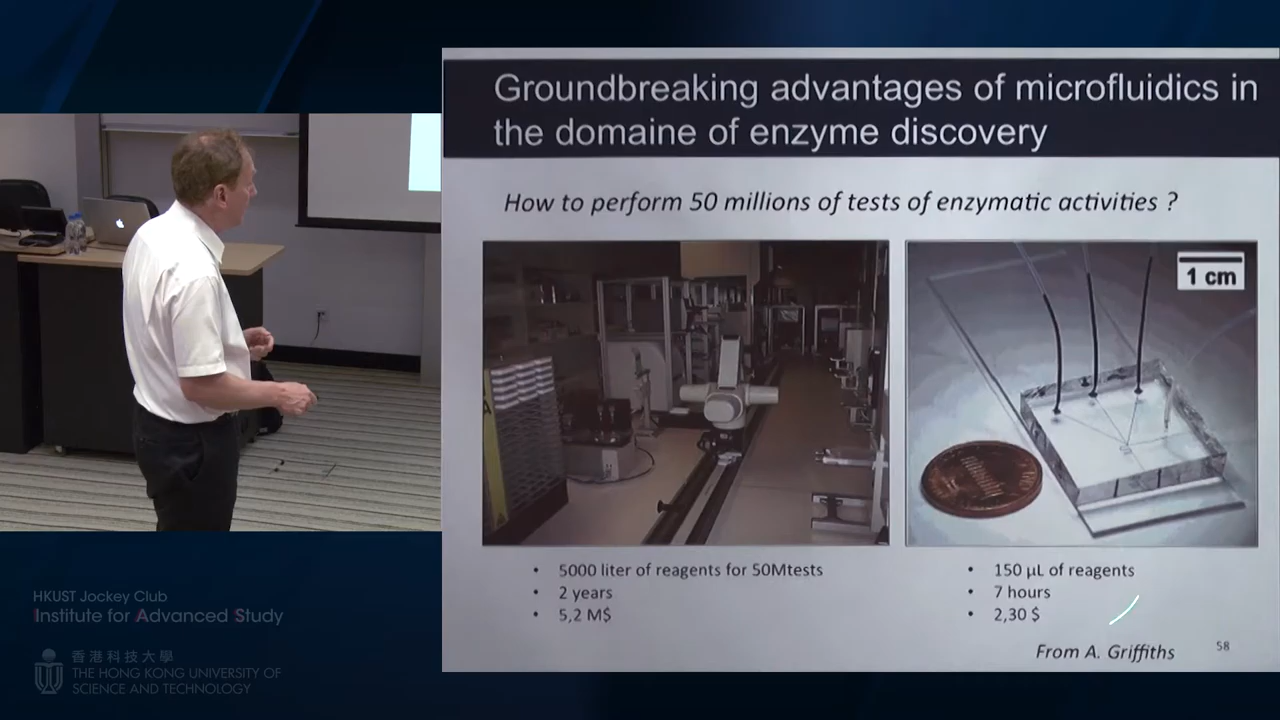 Groundbreaking advantages of microfluidics in
the domaine of enzyme discovery
How to perform 50 millions of tests of enzymatic activities ?
1 cm
• 5000 liter of reagents for 50Mtests
• 2 years
• 5,2 M$
• 150 µL of reagents
• 7 hours
• 2,30 $
From A. Griffiths
58
HKUST Jockey Club
Institute for Advanced Study
香港科技大學
THE HONG KONG UNIVERSITY OF
SCIENCE AND TECHNOLOGY